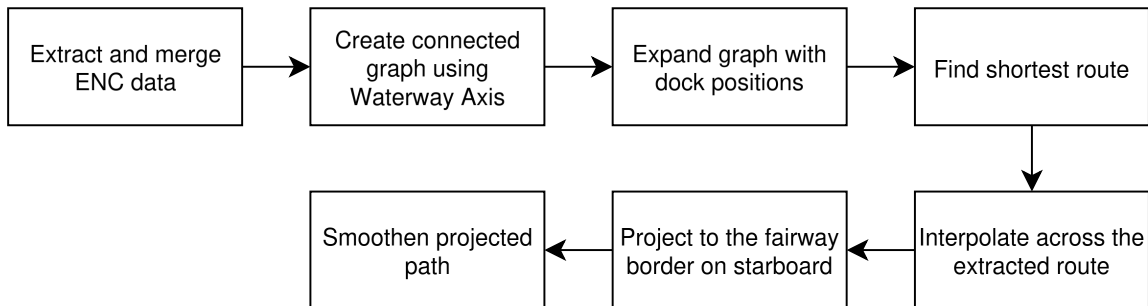 Extract and merge
ENC data
Create connected
graph using
Waterway Axis
Expand graph with
dock positions
Find shortest route
Interpolate across the
extracted route
Project to the fairway
border on starboard
Smoothen projected
path